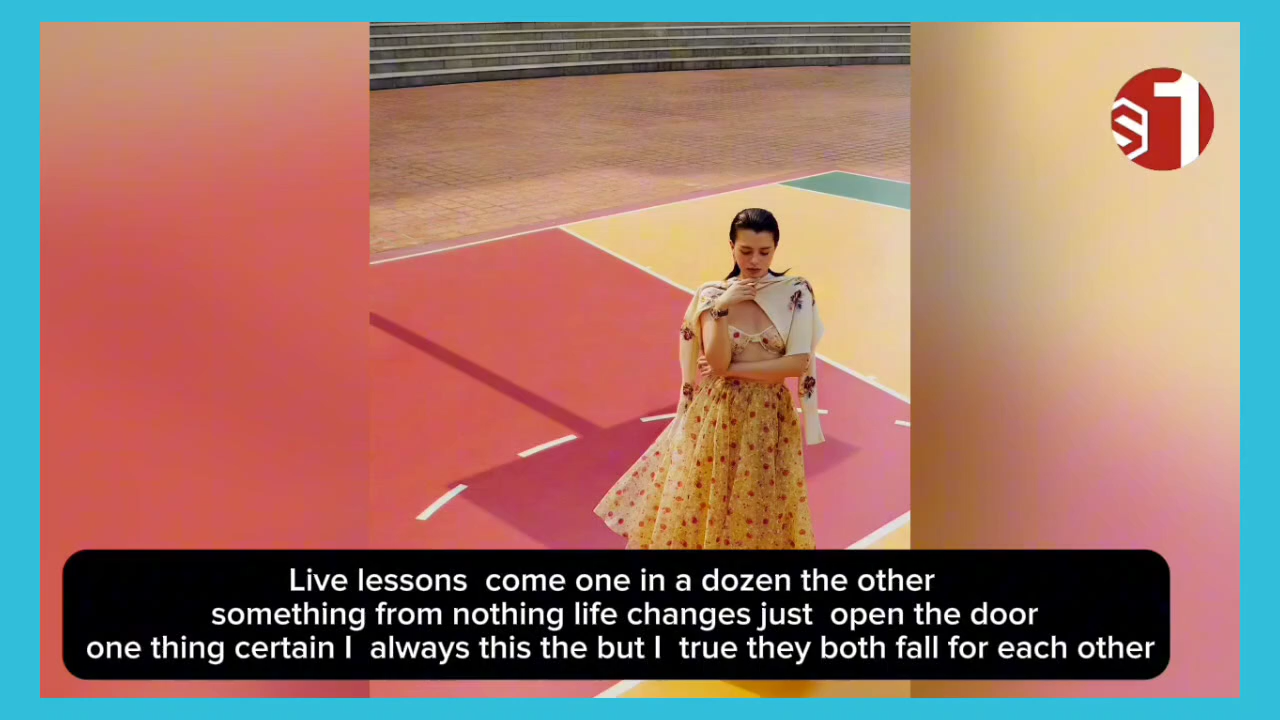 Live lessons come one in a dozen the other
something from nothing life changes just open the door
one thing certain I always this the but I true they both fall for each other
S1